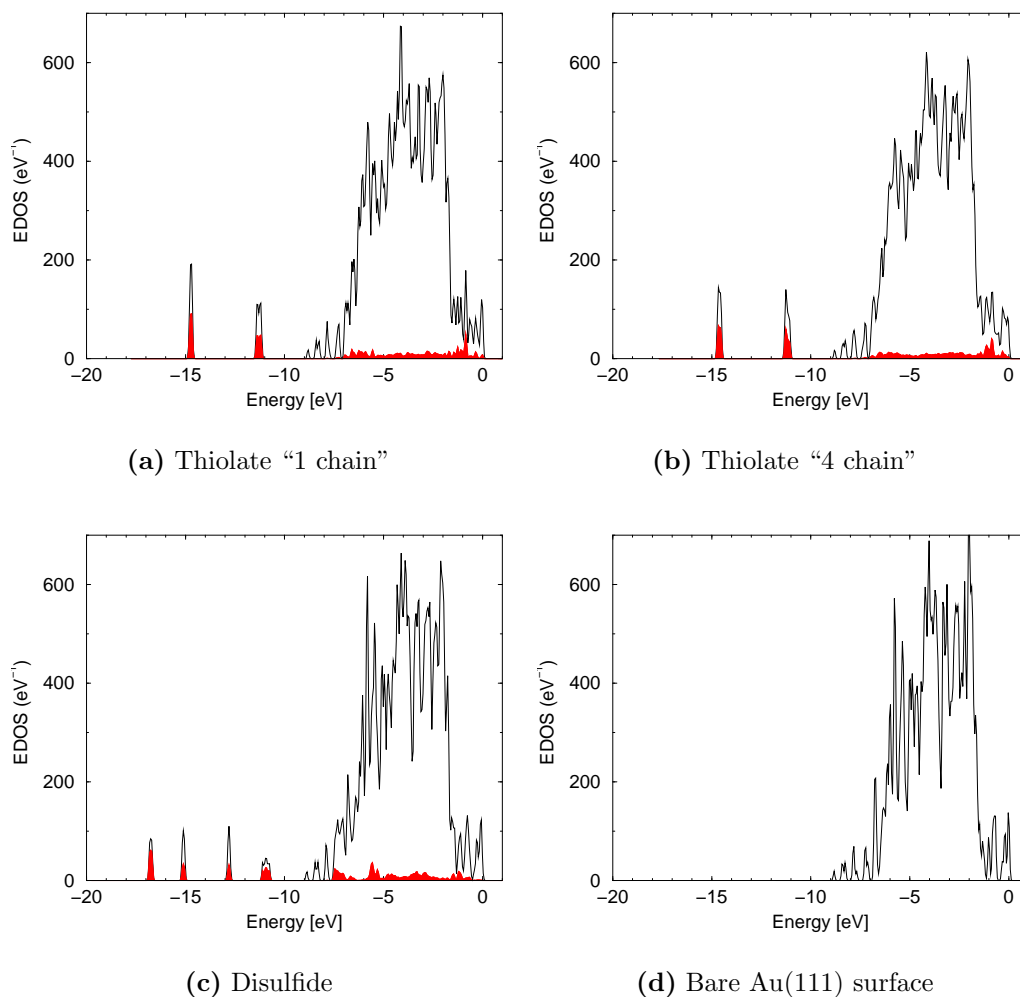 600
400
200
0
EDOS (eV⁻¹)
−20 −15 −10 −5 0
Energy [eV]
(a) Thiolate “1 chain”
600
400
200
0
EDOS (eV⁻¹)
−20 −15 −10 −5 0
Energy [eV]
(b) Thiolate “4 chain”
600
400
200
0
EDOS (eV⁻¹)
−20 −15 −10 −5 0
Energy [eV]
(c) Disulfide
600
400
200
0
EDOS (eV⁻¹)
−20 −15 −10 −5 0
Energy [eV]
(d) Bare Au(111) surface